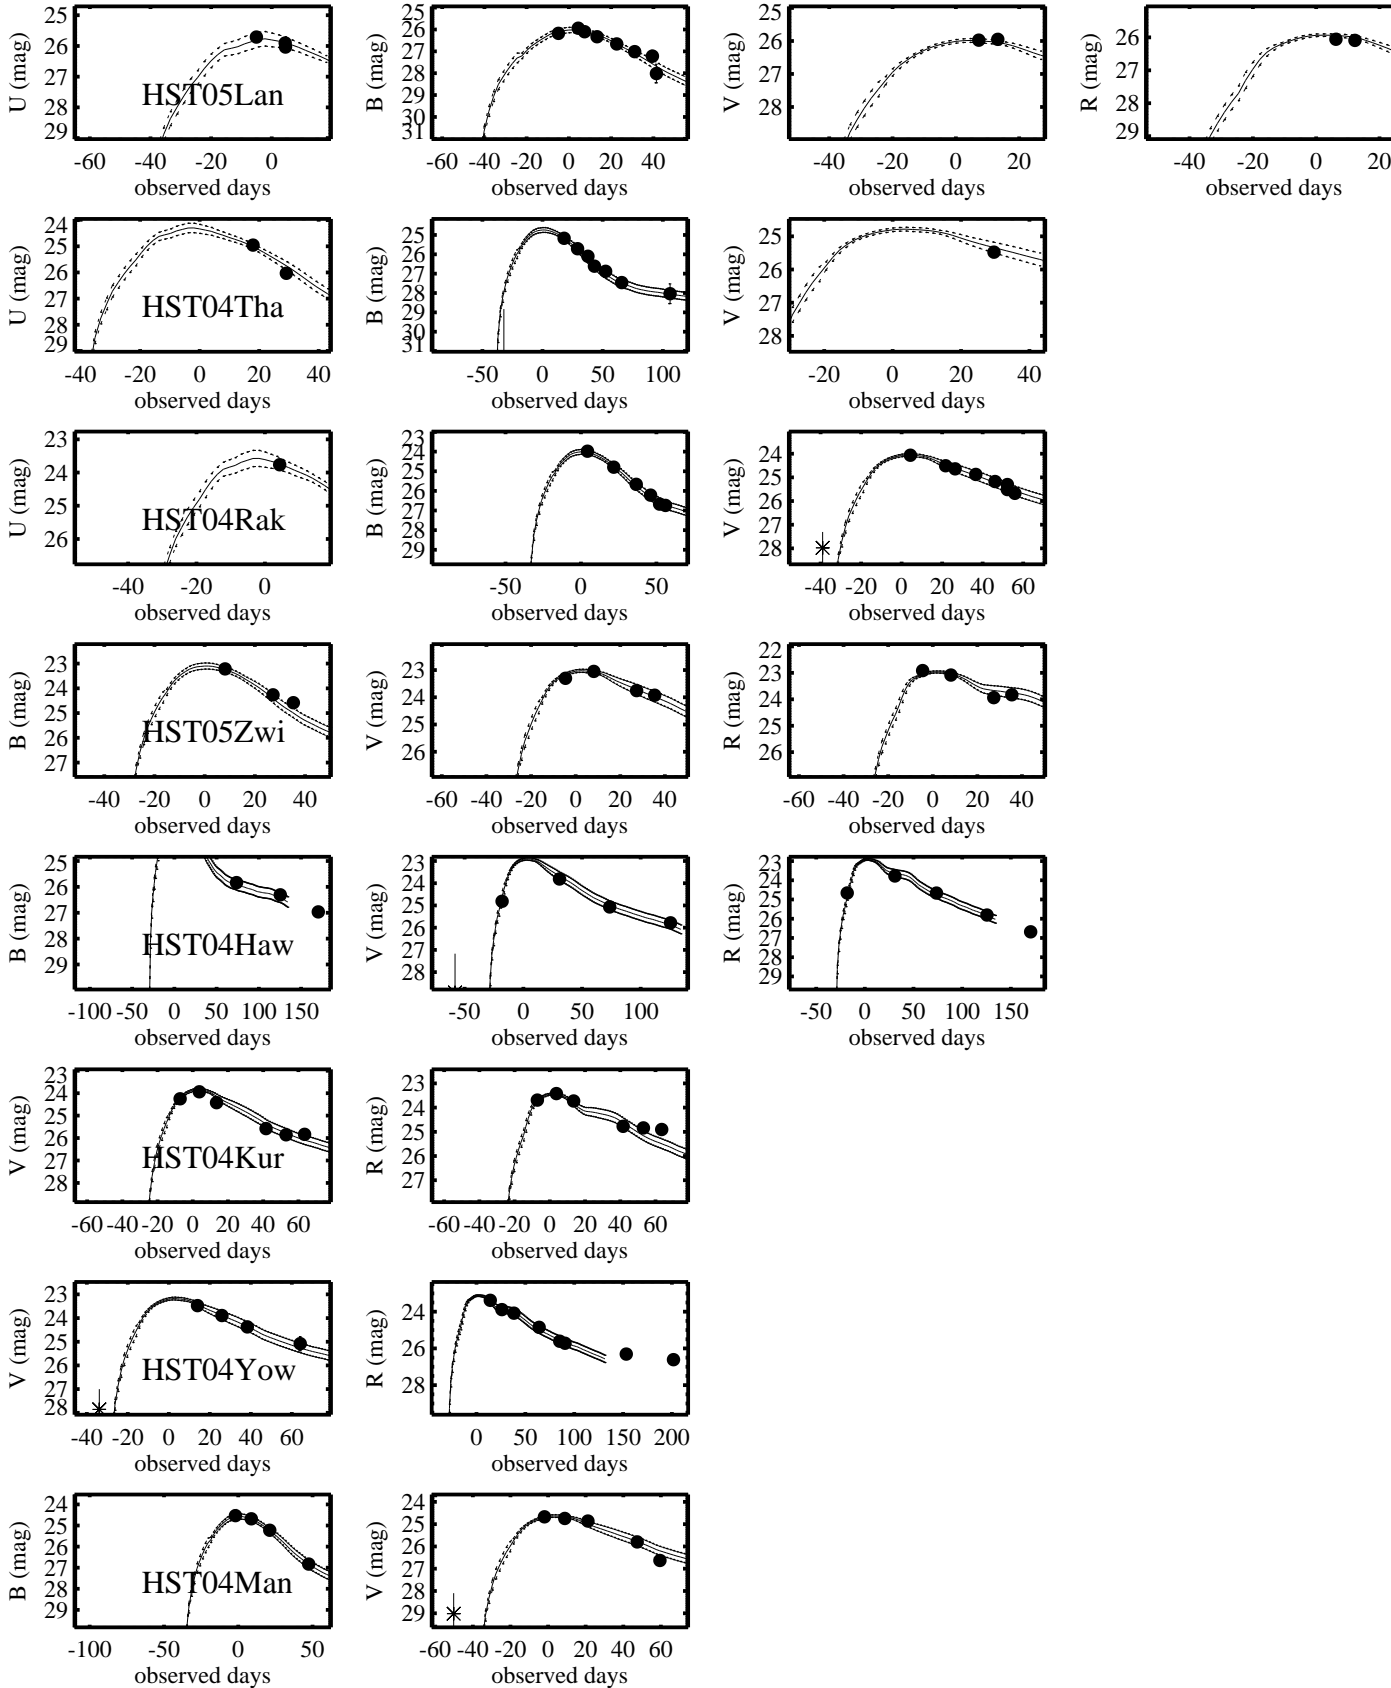 25 26 27 28 29
U (mag)
HST05Lan
-60 -40 -20 0
observed days
25 26 27 28 29 30 31
B (mag)
-40 -20 0 20 40
observed days
25 26 27 28
V (mag)
-40 -20 0 20
observed days
26 27 28 29
R (mag)
-40 -20 0 20
observed days
24 25 26 27 28 29
U (mag)
HST04Tha
-40 -20 0 20 40
observed days
25 26 27 28 29 30 31
B (mag)
-50 0 50 100
observed days
25 26 27 28
V (mag)
-20 0 20 40
observed days
23 24 25 26
U (mag)
HST04Rak
-40 -20 0
observed days
23 24 25 26 27 28 29
B (mag)
-50 0 50
observed days
24 25 26 27 28
V (mag)
-40 -20 0 20 40 60
observed days
23 24 25 26 27
B (mag)
HST05Zwi
-40 -20 0 20 40
observed days
23 24 25 26
V (mag)
-60 -40 -20 0 20 40
observed days
22 23 24 25 26
R (mag)
-60 -40 -20 0 20 40
observed days
25 26 27 28 29
B (mag)
HST04Haw
-100 -50 0 50 100 150
observed days
23 24 25 26 27 28
V (mag)
-50 0 50 100
observed days
23 24 25 26 27 28 29
R (mag)
-50 0 50 100 150
observed days
23 24 25 26 27 28
V (mag)
HST04Kur
-60 -40 -20 0 20 40 60
observed days
23 24 25 26 27
R (mag)
-60 -40 -20 0 20 40 60
observed days
23 24 25 26 27 28
V (mag)
HST04Yow
-40 -20 0 20 40 60
observed days
24 26 28
R (mag)
0 50 100 150 200
observed days
24 25 26 27 28 29
B (mag)
HST04Man
-100 -50 0 50
observed days
24 25 26 27 28 29
V (mag)
-60 -40 -20 0 20 40 60
observed days